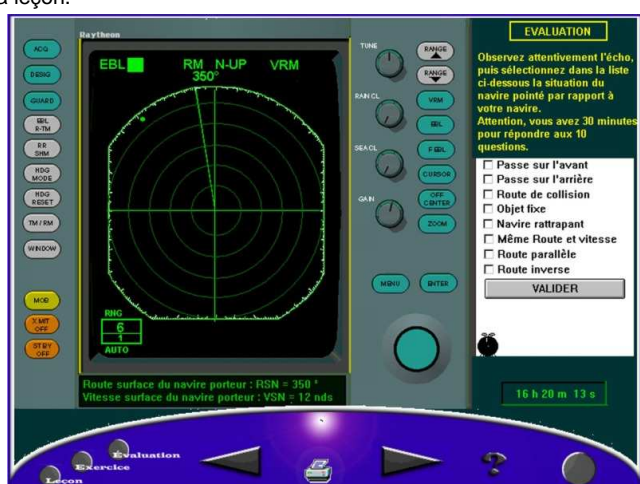 a leçon.
Raytheon
ACQ
DESIG
GUARD
EBL
R-TM
RR
SHM
HDG
MODE
HDG
RESET
TM / RM
WINDOW
MOB
X.MIT
OFF
ST.BY
OFF
EBL
RM N-UP VRM
350°
RNG
6
1
AUTO
Route surface du navire porteur : RSN = 350 °
Vitesse surface du navire porteur : VSN = 12 nds
TUNE
RAIN CL
SEA CL
GAIN
RANGE
RANGE
VRM
EBL
F EBL
CURSOR
OFF
CENTER
ZOOM
MENU
ENTER
EVALUATION
Observez attentivement l'écho,
puis sélectionnez dans la liste
ci-dessous la situation du
navire pointé par rapport à
votre navire.
Attention, vous avez 30 minutes
pour répondre aux 10
questions.
Passe sur l'avant
Passe sur l'arrière
Route de collision
Objet fixe
Navire rattrapant
Même Route et vitesse
Route parallèle
Route inverse
VALIDER
16 h 20 m 13 s
Evaluation
Exercice
Leçon
?